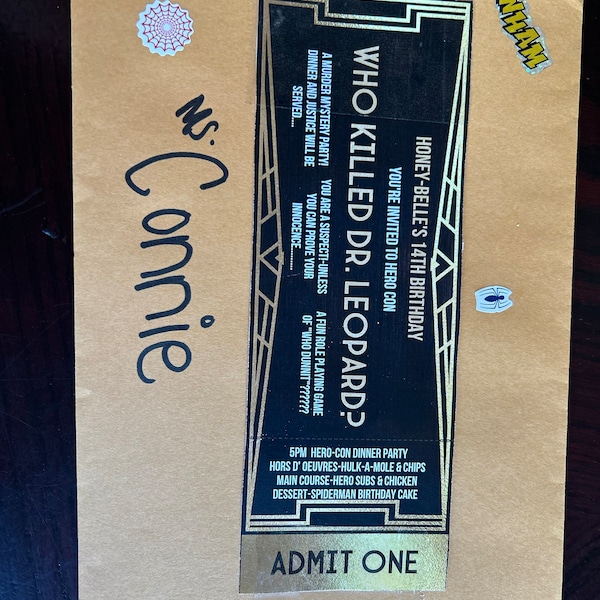 NHAM
Ms. Connie
HONEY-BELLE'S 14TH BIRTHDAY
YOU'RE INVITED TO HERO CON
WHO KILLED DR. LEOPARD?
A MURDER MYSTERY PARTY!
DINNER AND JUSTICE WILL BE
SERVED....
YOU ARE A SUSPECT!-UNLESS
YOU CAN PROVE YOUR
INNOCENCE.........
A FUN ROLE PLAYING GAME
OF "WHO DUNNIT"??????
5PM HERO-CON DINNER PARTY
HORS D' OEUVRES-HULK-A-MOLE & CHIPS
MAIN COURSE-HERO SUBS & CHICKEN
DESSERT-SPIDERMAN BIRTHDAY CAKE
ADMIT ONE